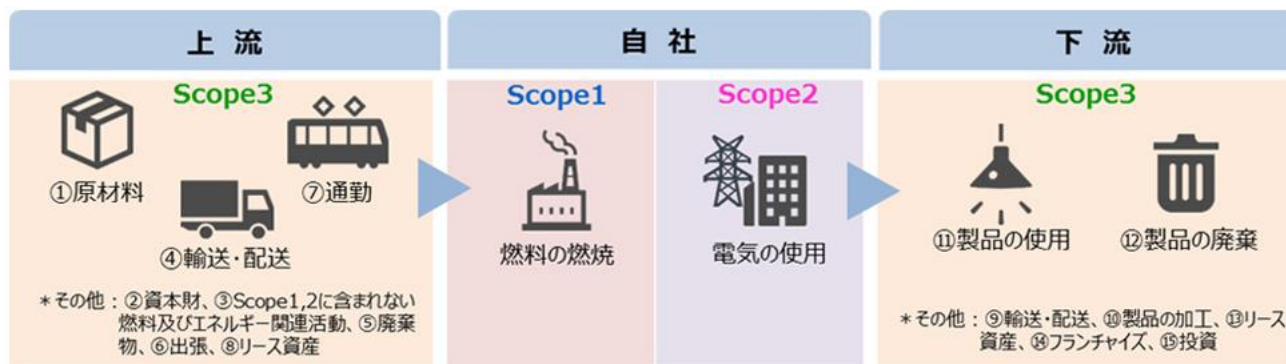 上流
自社
下流
Scope3
①原材料
⑦通勤
④輸送・配送
*その他：②資本財、③Scope1,2に含まれない
燃料及びエネルギー関連活動、⑤廃棄
物、⑥出張、⑧リース資産
Scope1
燃料の燃焼
Scope2
電気の使用
Scope3
⑪製品の使用
⑫製品の廃棄
*その他：⑨輸送・配送、⑩製品の加工、⑬リース
資産、⑭フランチャイズ、⑮投資